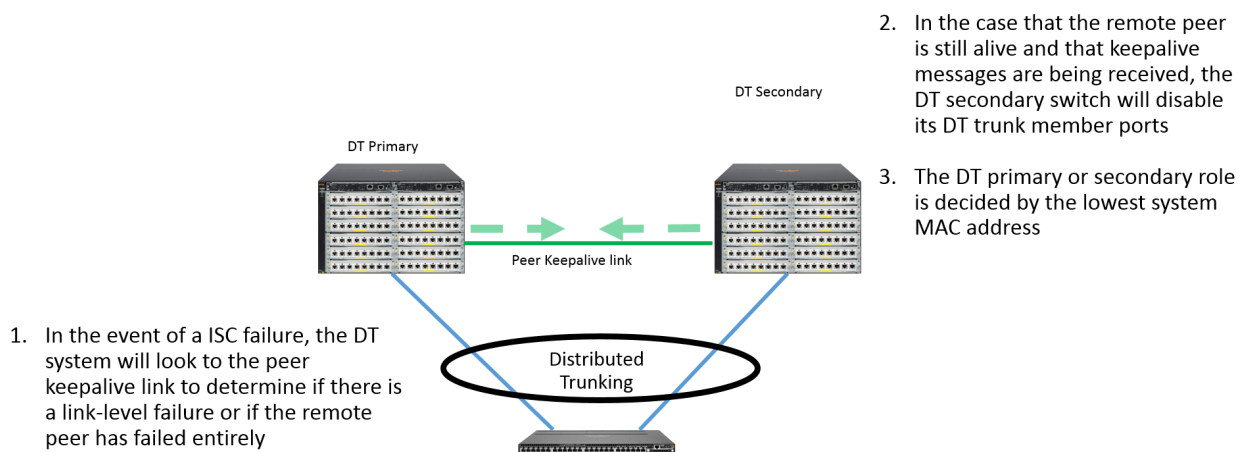 2. In the case that the remote peer
is still alive and that keepalive
messages are being received, the
DT secondary switch will disable
its DT trunk member ports
DT Secondary
DT Primary
3. The DT primary or secondary role
is decided by the lowest system
MAC address
Peer Keepalive link
1. In the event of a ISC failure, the DT
system will look to the peer
keepalive link to determine if there is
a link-level failure or if the remote
peer has failed entirely
Distributed
Trunking